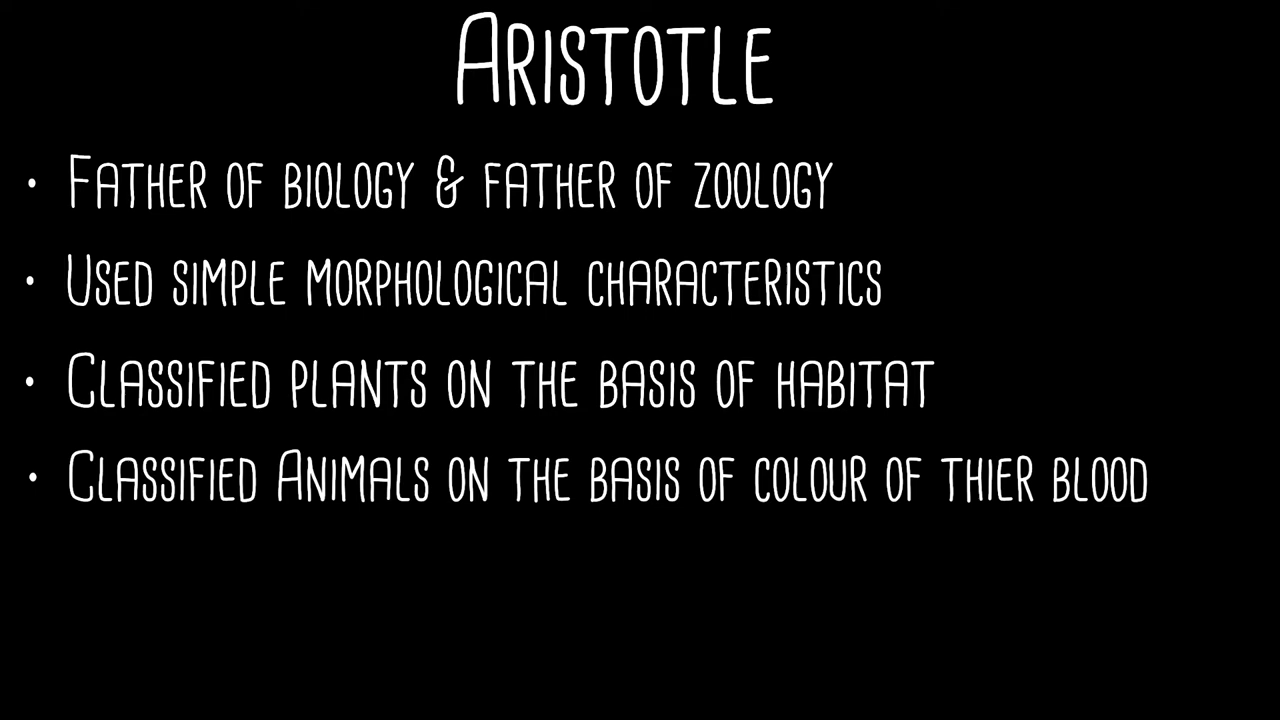 Aristotle
• Father of biology & father of zoology
• Used simple morphological characteristics
• Classified plants on the basis of habitat
• Classified Animals on the basis of colour of thier blood